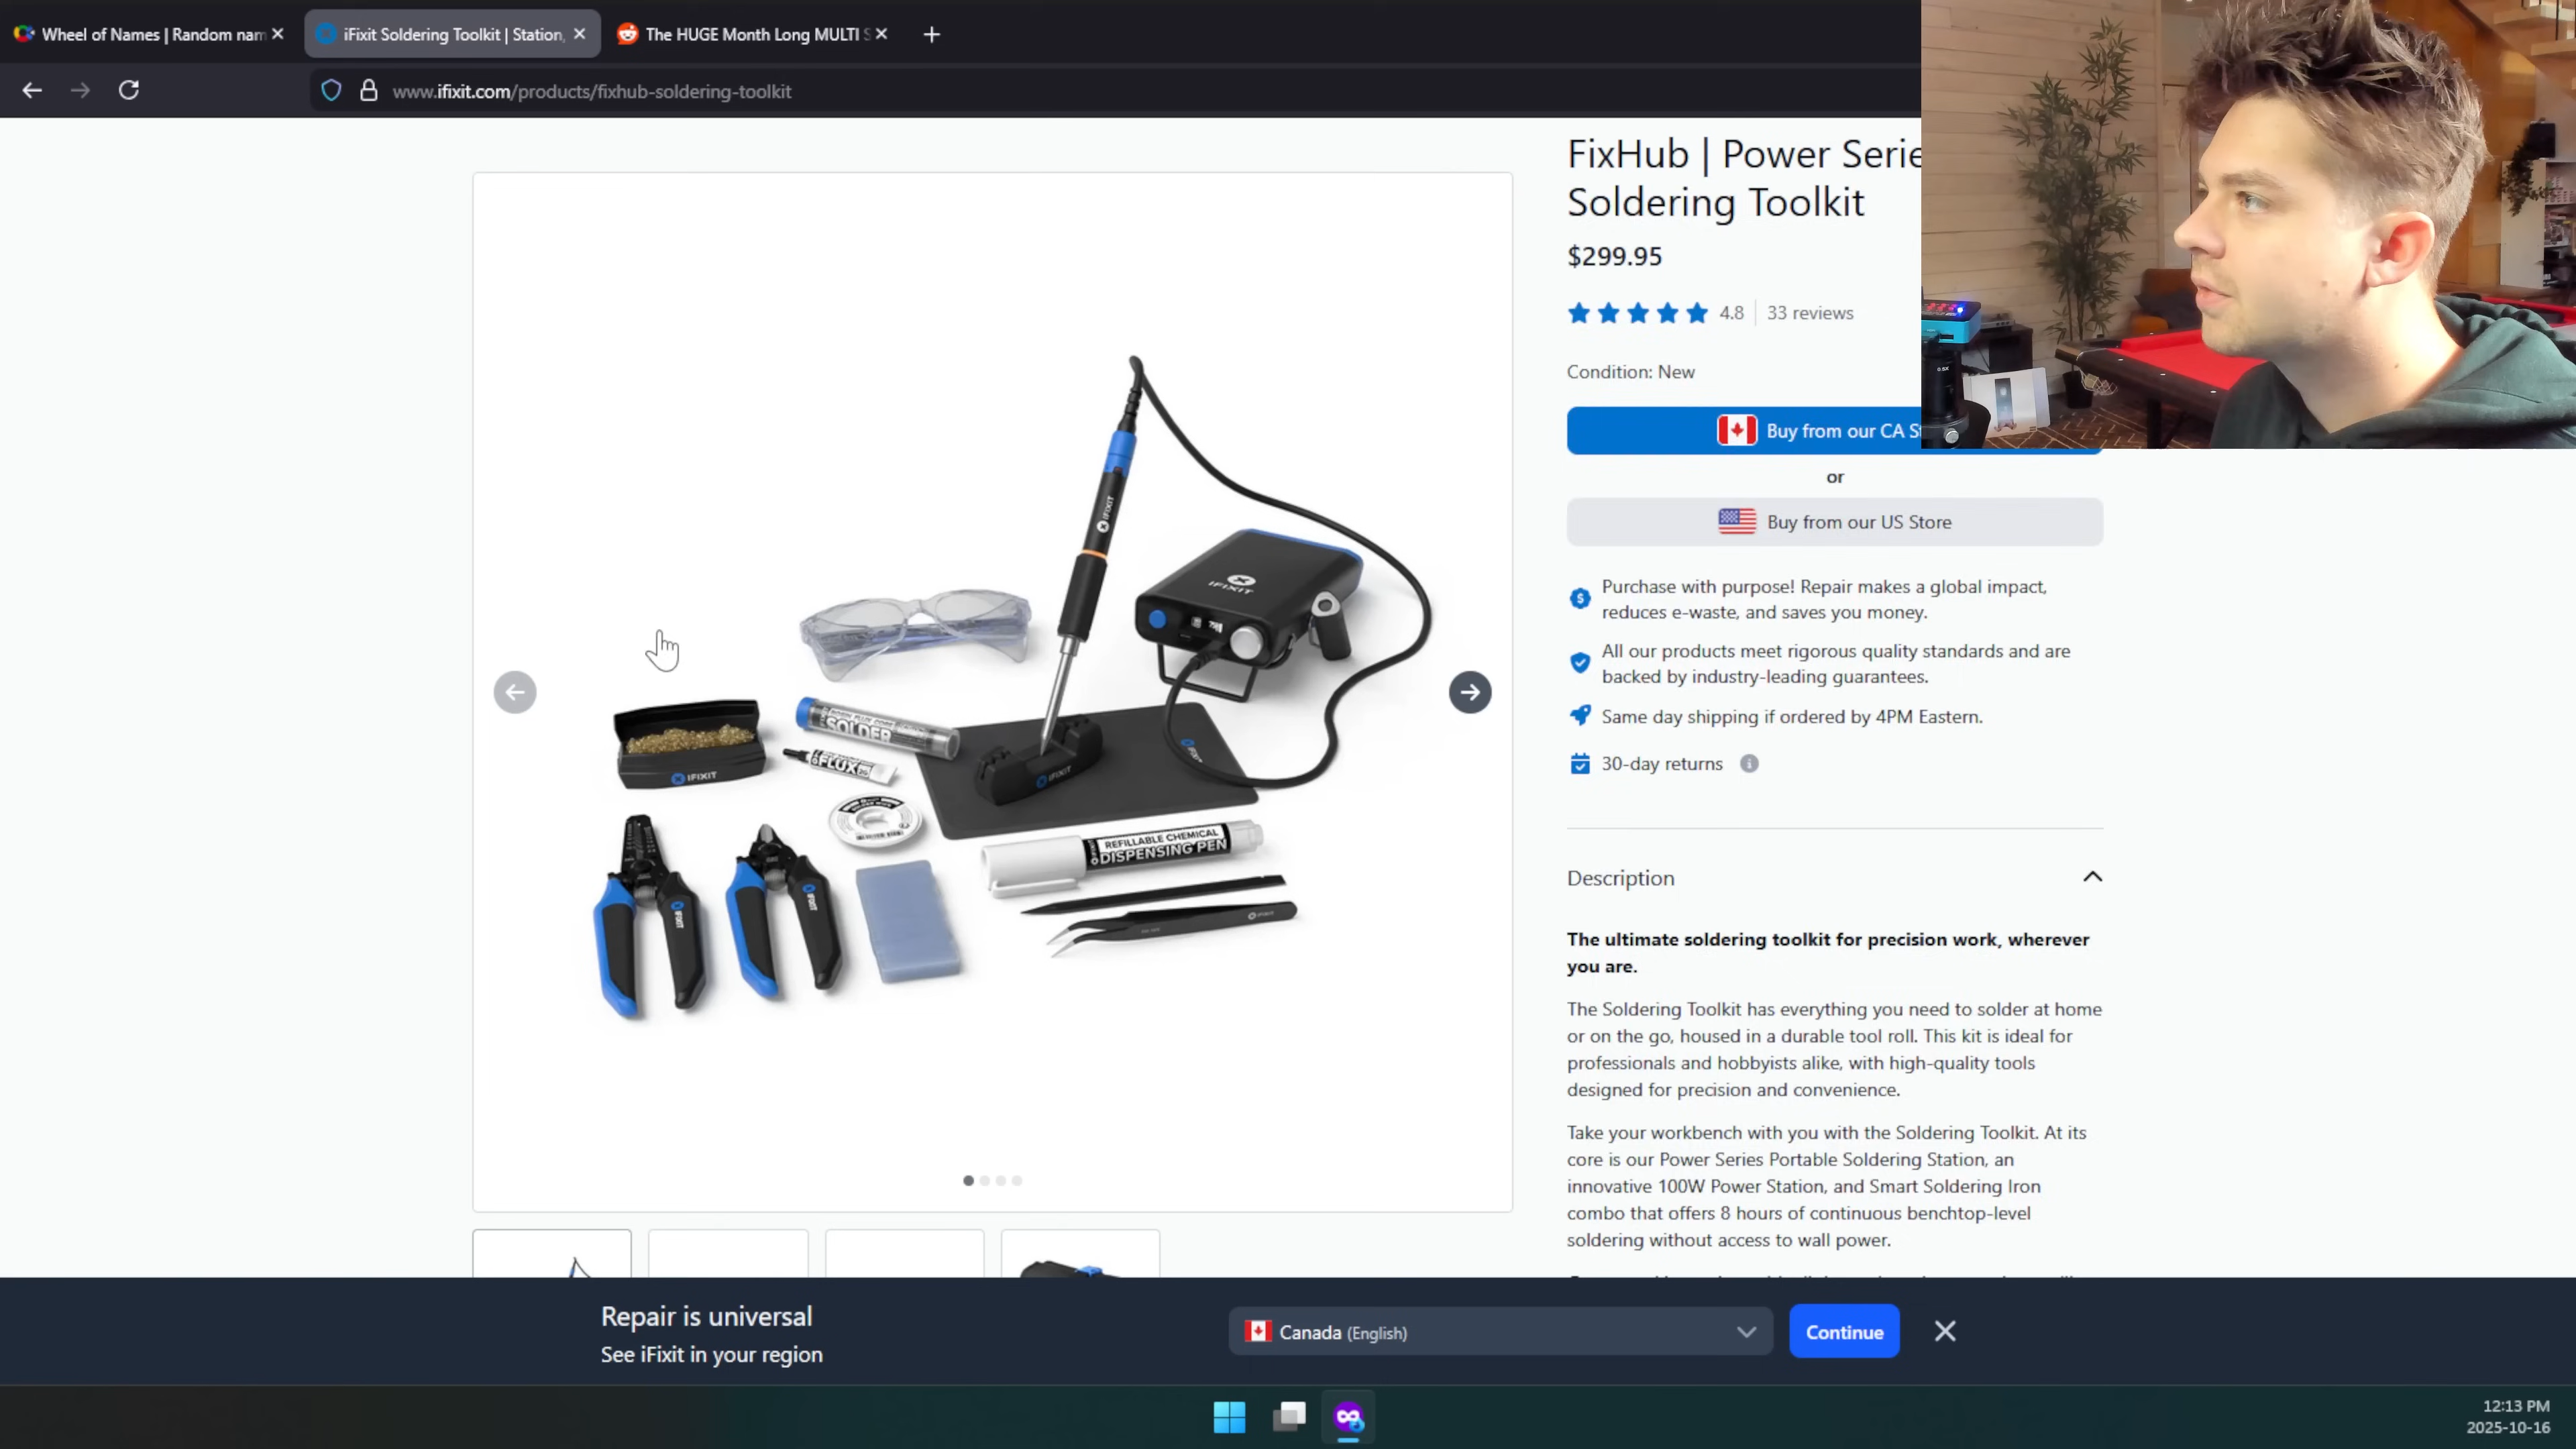 Wheel of Names | Random nam
iFixit Soldering Toolkit | Station,
The HUGE Month Long MULTI S
www.ifixit.com/products/fixhub-soldering-toolkit
FixHub | Power Serie
Soldering Toolkit
$299.95
4.8
33 reviews
Condition: New
Buy from our CA St
or
Buy from our US Store
Purchase with purpose! Repair makes a global impact,
reduces e-waste, and saves you money.
All our products meet rigorous quality standards and are
backed by industry-leading guarantees.
Same day shipping if ordered by 4PM Eastern.
30-day returns
Description
The ultimate soldering toolkit for precision work, wherever
you are.
The Soldering Toolkit has everything you need to solder at home
or on the go, housed in a durable tool roll. This kit is ideal for
professionals and hobbyists alike, with high-quality tools
designed for precision and convenience.
Take your workbench with you with the Soldering Toolkit. At its
core is our Power Series Portable Soldering Station, an
innovative 100W Power Station, and Smart Soldering Iron
combo that offers 8 hours of continuous benchtop-level
soldering without access to wall power.
IFIXIT
IFIXIT
SOLDER
FLUX
IFIXIT
IFIXIT
REFILLABLE CHEMICAL
DISPENSING PEN
IFIXIT
IFIXIT
Repair is universal
See iFixit in your region
Canada (English)
Continue
12:13 PM
2025-10-16